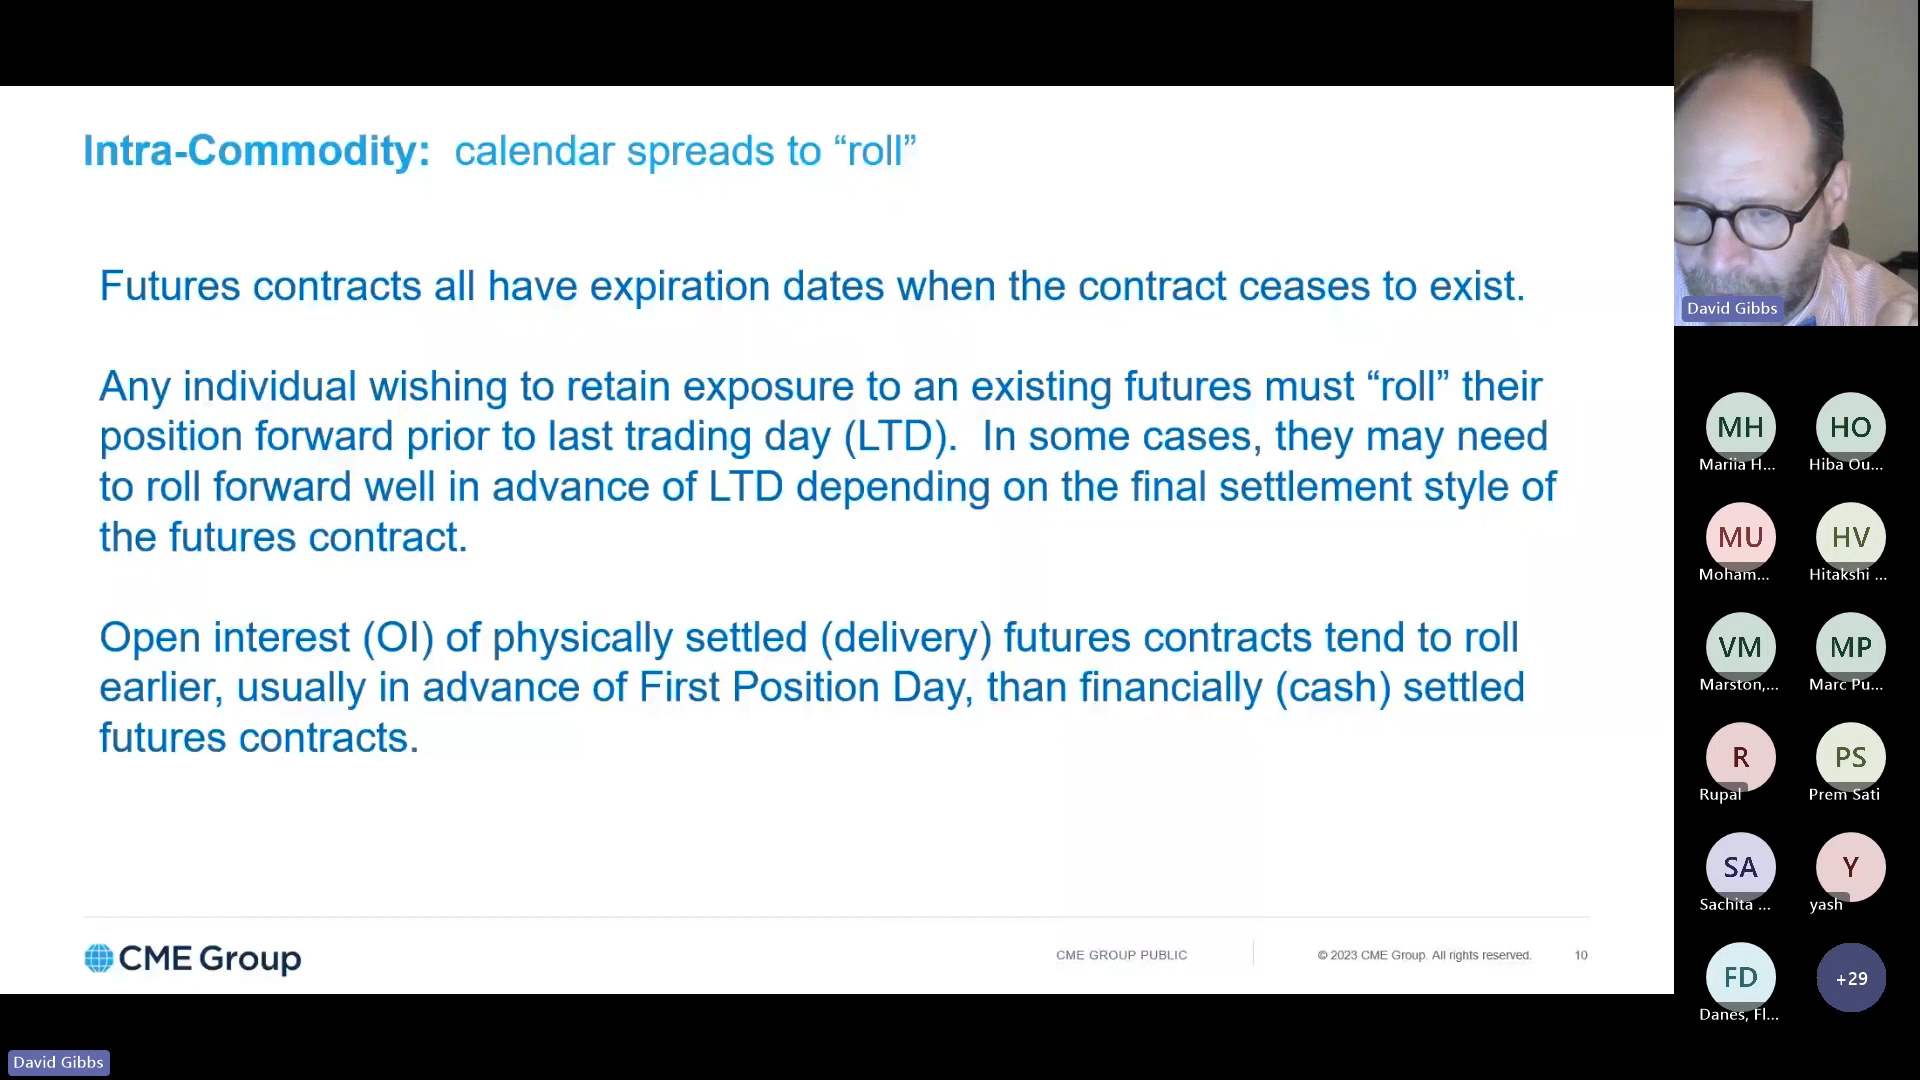 Intra-Commodity: calendar spreads to “roll”
Futures contracts all have expiration dates when the contract ceases to exist.
Any individual wishing to retain exposure to an existing futures must “roll” their
position forward prior to last trading day (LTD). In some cases, they may need
to roll forward well in advance of LTD depending on the final settlement style of
the futures contract.
Open interest (OI) of physically settled (delivery) futures contracts tend to roll
earlier, usually in advance of First Position Day, than financially (cash) settled
futures contracts.
CME Group
CME GROUP PUBLIC
© 2023 CME Group. All rights reserved.
10
David Gibbs
David Gibbs
MH
HO
Mariia H...
Hiba Ou...
MU
HV
Moham...
Hitakshi ...
VM
MP
Marston,...
Marc Pu...
R
PS
Rupal
Prem Sati
SA
Y
Sachita ...
yash
FD
+29
Danes, Fl...